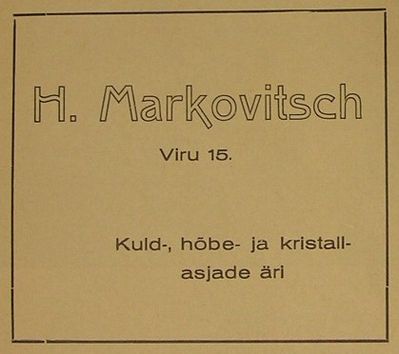 H. Markovitsch
Viru 15.
Kuld-, hõbe- ja kristall-
asjade äri